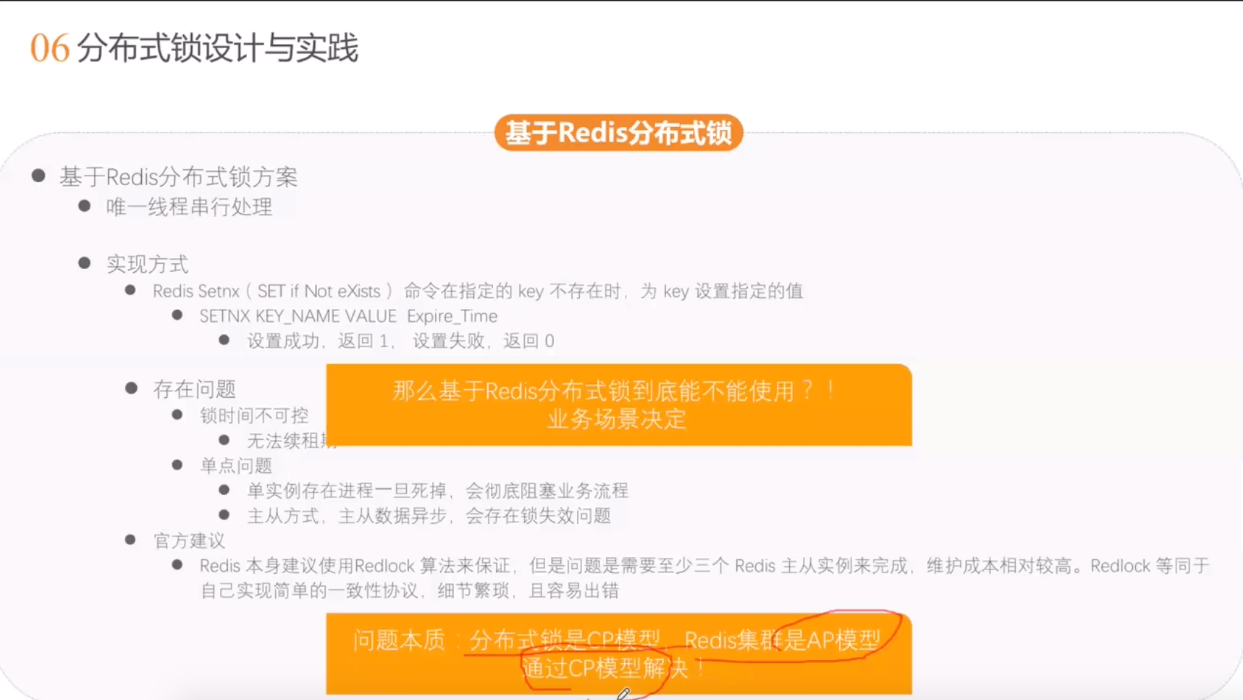 06 分布式锁设计与实践
基于Redis分布式锁
基于Redis分布式锁方案
唯一线程串行处理
实现方式
Redis Setnx（ SET if Not eXists ） 命令在指定的 key 不存在时，为 key 设置指定的值
SETNX KEY_NAME VALUE Expire_Time
设置成功，返回 1， 设置失败，返回 0
存在问题
锁时间不可控
无法续租期
那么基于Redis分布式锁到底能不能使用？！
业务场景决定
单点问题
单实例存在进程一旦死掉，会彻底阻塞业务流程
主从方式，主从数据异步，会存在锁失效问题
官方建议
Redis 本身建议使用Redlock 算法来保证，但是问题是需要至少三个 Redis 主从实例来完成，维护成本相对较高。Redlock 等同于
自己实现简单的一致性协议，细节繁琐，且容易出错
问题本质：分布式锁是CP模型，Redis集群是AP模型
通过CP模型解决！